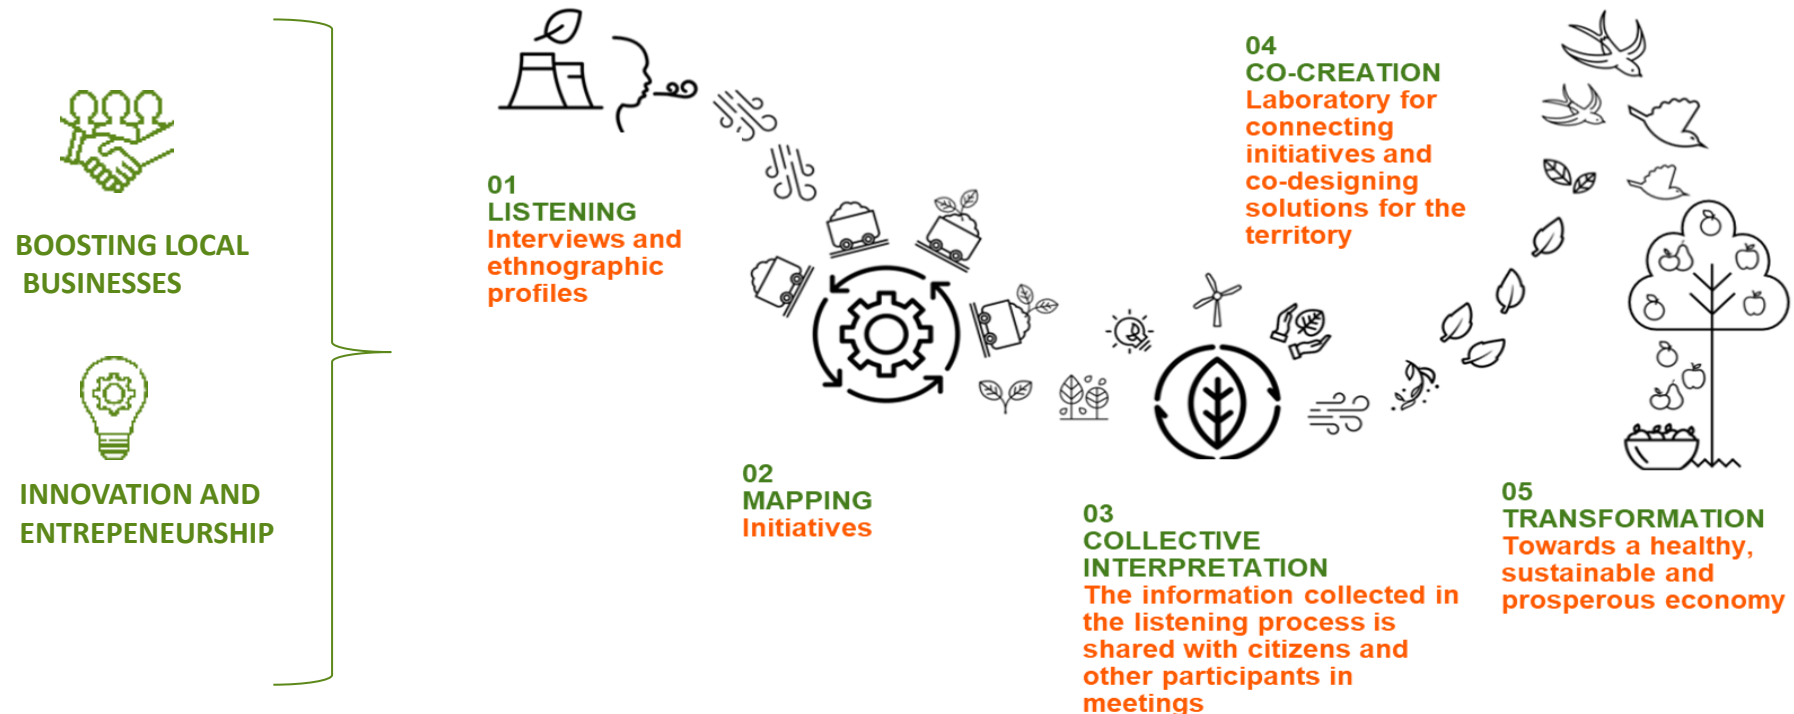 BOOSTING LOCAL
BUSINESSES
INNOVATION AND
ENTREPENEURSHIP
01
LISTENING
Interviews and
ethnographic
profiles
02
MAPPING
Initiatives
03
COLLECTIVE
INTERPRETATION
The information collected in
the listening process is
shared with citizens and
other participants in
meetings
04
CO-CREATION
Laboratory for
connecting
initiatives and
co-designing
solutions for the
territory
05
TRANSFORMATION
Towards a healthy,
sustainable and
prosperous economy